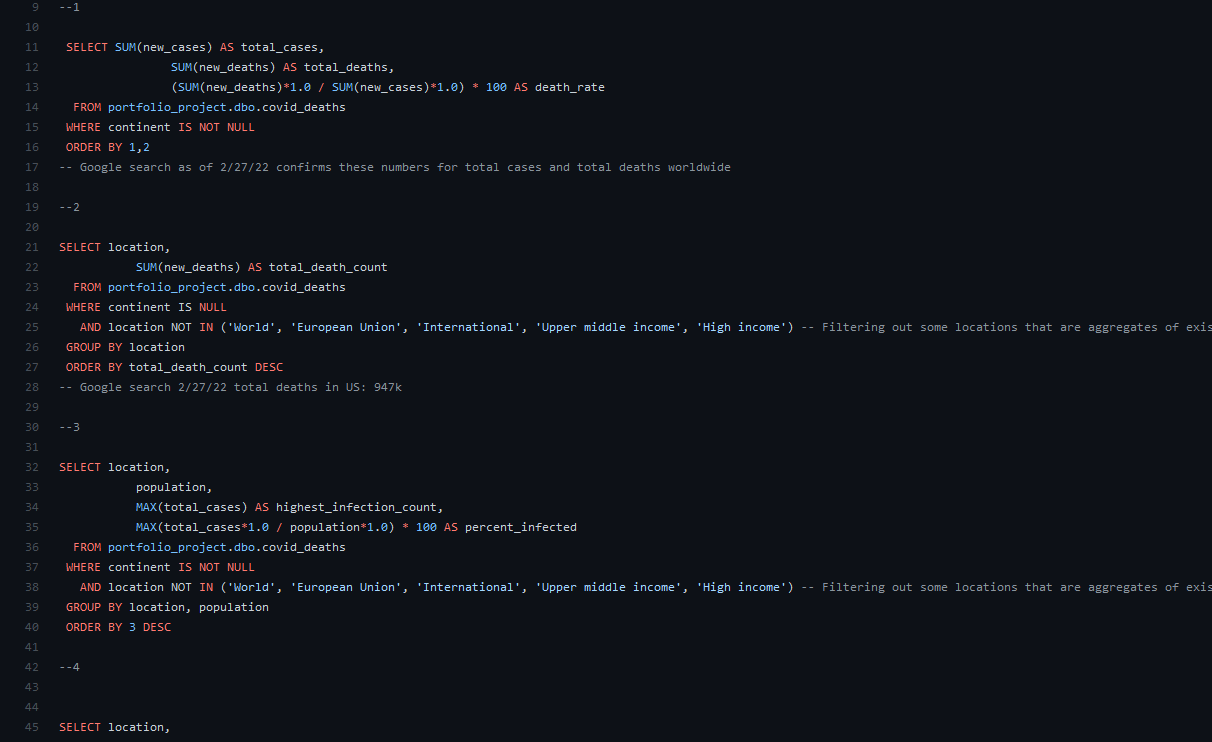 9 --1
10
11 SELECT SUM(new_cases) AS total_cases,
12 SUM(new_deaths) AS total_deaths,
13 (SUM(new_deaths)*1.0 / SUM(new_cases)*1.0) * 100 AS death_rate
14 FROM portfolio_project.dbo.covid_deaths
15 WHERE continent IS NOT NULL
16 ORDER BY 1,2
17 -- Google search as of 2/27/22 confirms these numbers for total cases and total deaths worldwide
18
19 --2
20
21 SELECT location,
22 SUM(new_deaths) AS total_death_count
23 FROM portfolio_project.dbo.covid_deaths
24 WHERE continent IS NULL
25 AND location NOT IN ('World', 'European Union', 'International', 'Upper middle income', 'High income') -- Filtering out some locations that are aggregates of exis
26 GROUP BY location
27 ORDER BY total_death_count DESC
28 -- Google search 2/27/22 total deaths in US: 947k
29
30 --3
31
32 SELECT location,
33 population,
34 MAX(total_cases) AS highest_infection_count,
35 MAX(total_cases*1.0 / population*1.0) * 100 AS percent_infected
36 FROM portfolio_project.dbo.covid_deaths
37 WHERE continent IS NOT NULL
38 AND location NOT IN ('World', 'European Union', 'International', 'Upper middle income', 'High income') -- Filtering out some locations that are aggregates of exis
39 GROUP BY location, population
40 ORDER BY 3 DESC
41
42 --4
43
44
45 SELECT location,